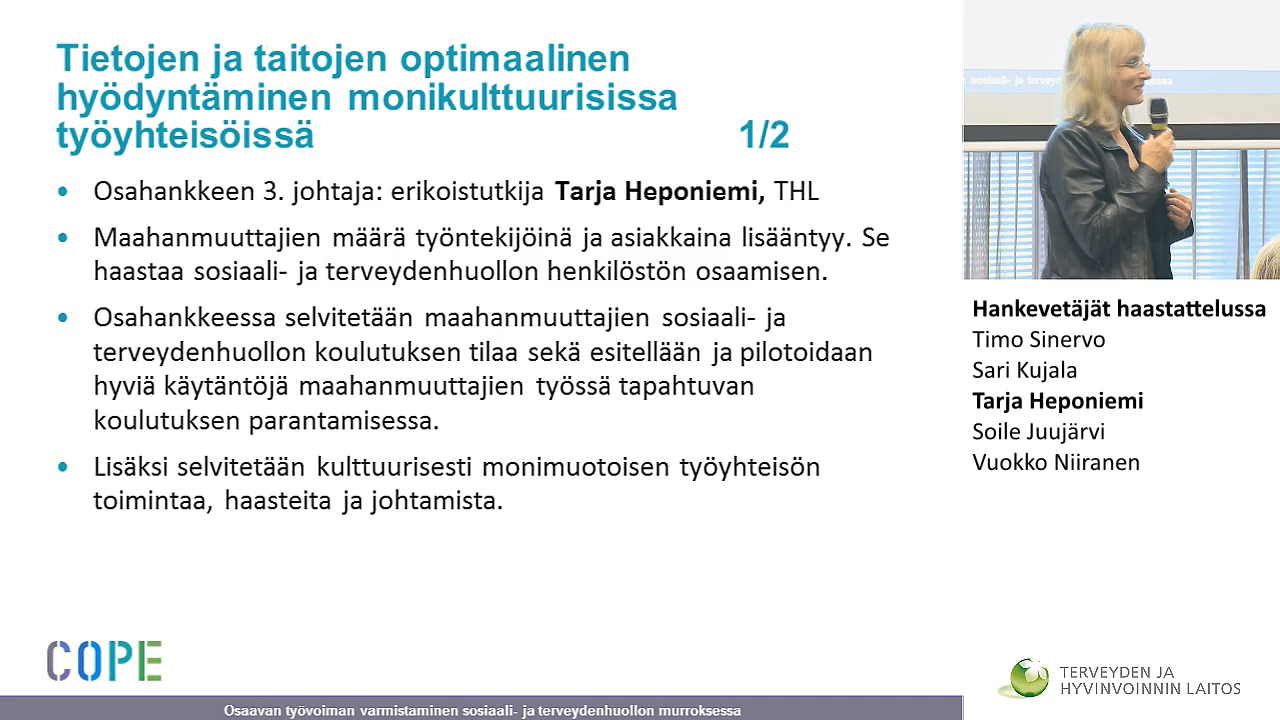 Tietojen ja taitojen optimaalinen
hyödyntäminen monikulttuurisissa
työyhteisöissä 1/2
• Osahankkeen 3. johtaja: erikoistutkija Tarja Heponiemi, THL
• Maahanmuuttajien määrä työntekijöinä ja asiakkaina lisääntyy. Se
haastaa sosiaali- ja terveydenhuollon henkilöstön osaamisen.
• Osahankkeessa selvitetään maahanmuuttajien sosiaali- ja
terveydenhuollon koulutuksen tilaa sekä esitellään ja pilotoidaan
hyviä käytäntöjä maahanmuuttajien työssä tapahtuvan
koulutuksen parantamisessa.
• Lisäksi selvitetään kulttuurisesti monimuotoisen työyhteisön
toimintaa, haasteita ja johtamista.
COPE
Osaavan työvoiman varmistaminen sosiaali- ja terveydenhuollon murroksessa
sosiaali- ja
Hankevetäjät haastattelussa
Timo Sinervo
Sari Kujala
Tarja Heponiemi
Soile Juujärvi
Vuokko Niiranen
TERVEYDEN JA
HYVINVOINNIN LAITOS